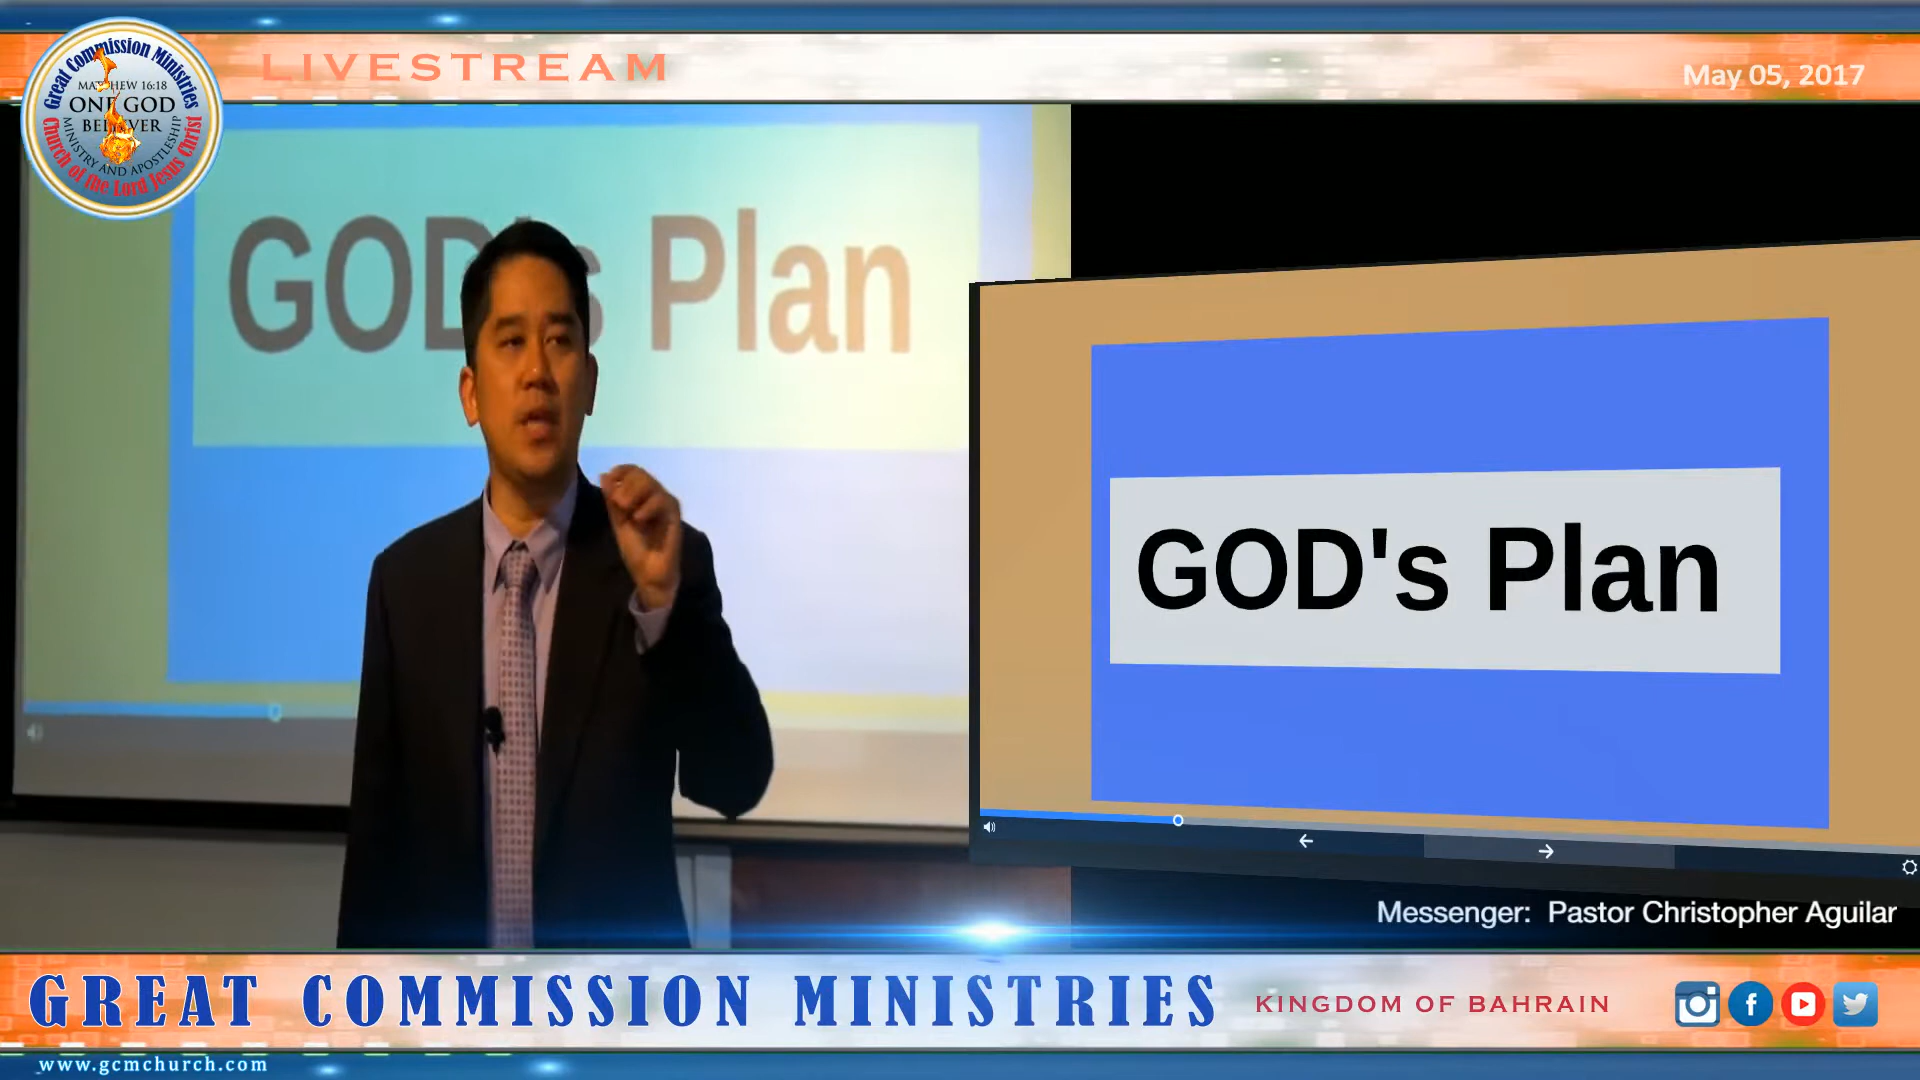 Great Commission Ministries
MATTHEW 16:18
ONE GOD
BELIEVER
MINISTRY AND APOSTLESHIP
Church of the Lord Jesus Christ
LIVESTREAM
May 05, 2017
GOD's Plan
GOD's Plan
Messenger: Pastor Christopher Aguilar
GREAT COMMISSION MINISTRIES
KINGDOM OF BAHRAIN
www.gcmchurch.com